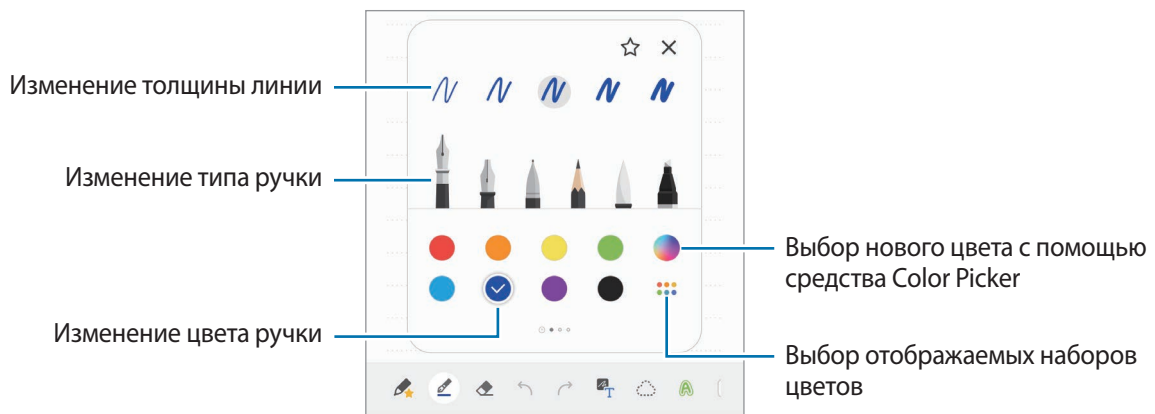 Изменение толщины линии
Изменение типа ручки
Изменение цвета ручки
Выбор нового цвета с помощью
средства Color Picker
Выбор отображаемых наборов
цветов